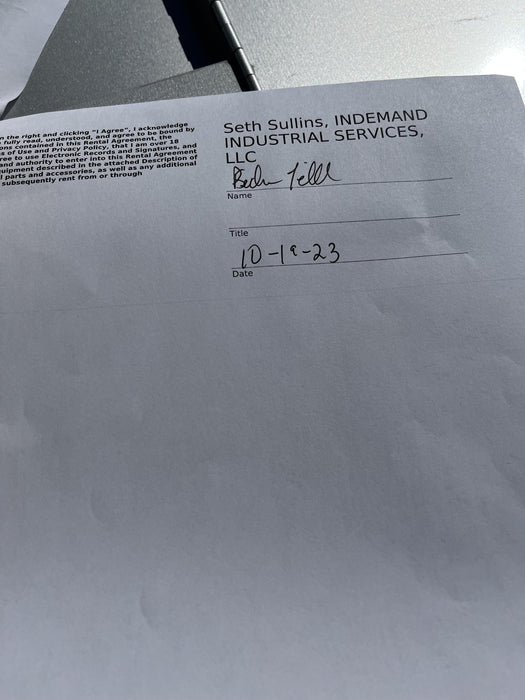 n the right and clicking "I Agree", I acknowledge
fully read, understood, and agree to be bound by
ons contained in this Rental Agreement, the
s of Use and Privacy Policy, that I am over 18
ree to use Electronic Records and Signatures, and
and authority to enter into this Rental Agreement
uipment described in the attached Description of
l parts and accessories, as well as any additional
subsequently rent from or through
Seth Sullins, INDEMAND
INDUSTRIAL SERVICES,
LLC
Name
Title
10-19-23
Date